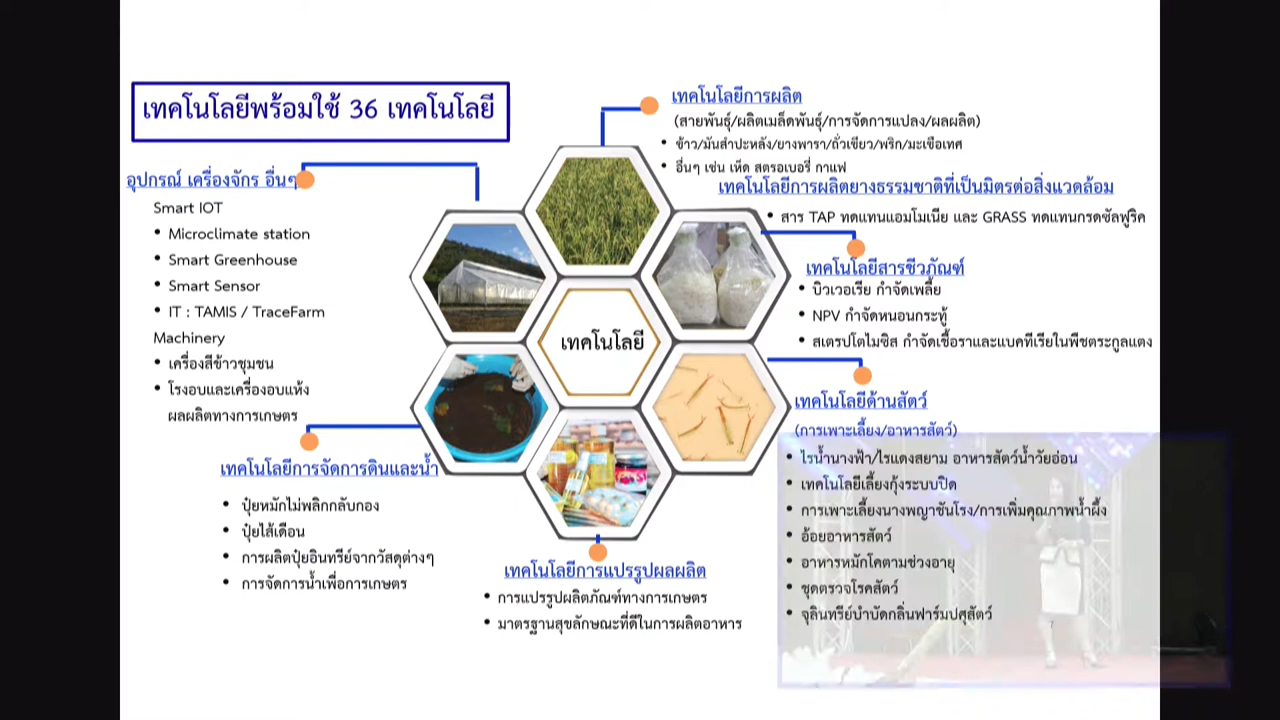 เทคโนโลยีพร้อมใช้ 36 เทคโนโลยี
เทคโนโลยีการผลิต
(สายพันธุ์/ผลิตเมล็ดพันธุ์/การจัดการแปลง/ผลผลิต)
• ข้าว/มันสำปะหลัง/ยางพารา/ถั่วเขียว/พริก/มะเขือเทศ
• อื่นๆ เช่น เห็ด สตรอเบอรี่ กาแฟ
เทคโนโลยีการผลิตยางธรรมชาติที่เป็นมิตรต่อสิ่งแวดล้อม
• สาร TAP ทดแทนแอมโมเนีย และ GRASS ทดแทนกรดซัลฟูริค
เทคโนโลยีสารชีวภัณฑ์
• บิวเวอเรีย กำจัดเพลี้ย
• NPV กำจัดหนอนกระทู้
• สเตรปโตไมซิส กำจัดเชื้อราและแบคทีเรียในพืชตระกูลแตง
เทคโนโลยีด้านสัตว์
(การเพาะเลี้ยง/อาหารสัตว์)
• ไรน้ำนางฟ้า/ไรแดงสยาม อาหารสัตว์น้ำวัยอ่อน
• เทคโนโลยีเลี้ยงกุ้งระบบปิด
• การเพาะเลี้ยงนางพญาชันโรง/การเพิ่มคุณภาพน้ำผึ้ง
• อ้อยอาหารสัตว์
• อาหารหมักโคตามช่วงอายุ
• ชุดตรวจโรคสัตว์
• จุลินทรีย์บำบัดกลิ่นฟาร์มปศุสัตว์
เทคโนโลยี
อุปกรณ์ เครื่องจักร อื่นๆ
Smart IOT
• Microclimate station
• Smart Greenhouse
• Smart Sensor
• IT : TAMIS / TraceFarm
Machinery
• เครื่องสีข้าวชุมชน
• โรงอบและเครื่องอบแห้ง
ผลผลิตทางการเกษตร
เทคโนโลยีการจัดการดินและน้ำ
• ปุ๋ยหมักไม่พลิกกลับกอง
• ปุ๋ยไส้เดือน
• การผลิตปุ๋ยอินทรีย์จากวัสดุต่างๆ
• การจัดการน้ำเพื่อการเกษตร
เทคโนโลยีการแปรรูปผลผลิต
• การแปรรูปผลิตภัณฑ์ทางการเกษตร
• มาตรฐานสุขลักษณะที่ดีในการผลิตอาหาร